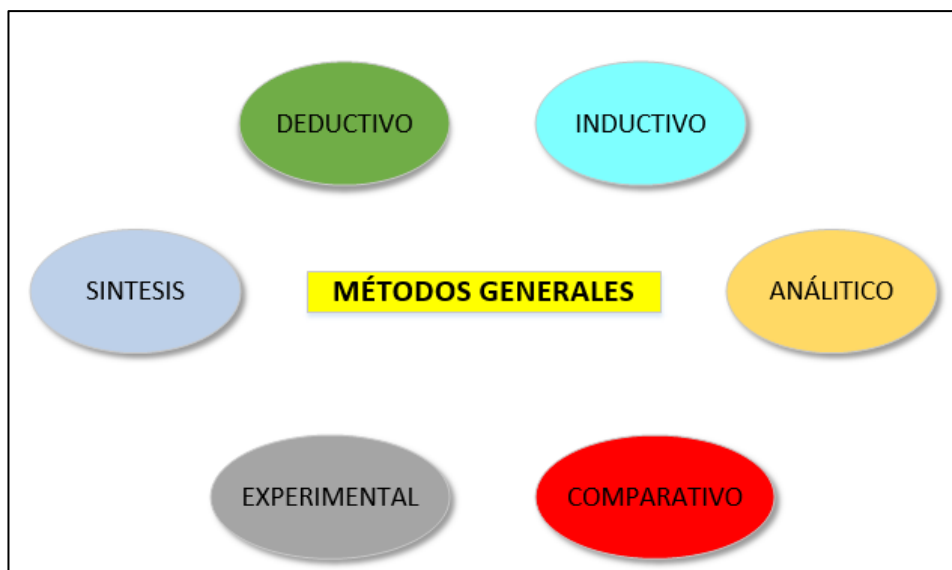 DEDUCTIVO
INDUCTIVO
SINTESIS
MÉTODOS GENERALES
ANÁLITICO
EXPERIMENTAL
COMPARATIVO